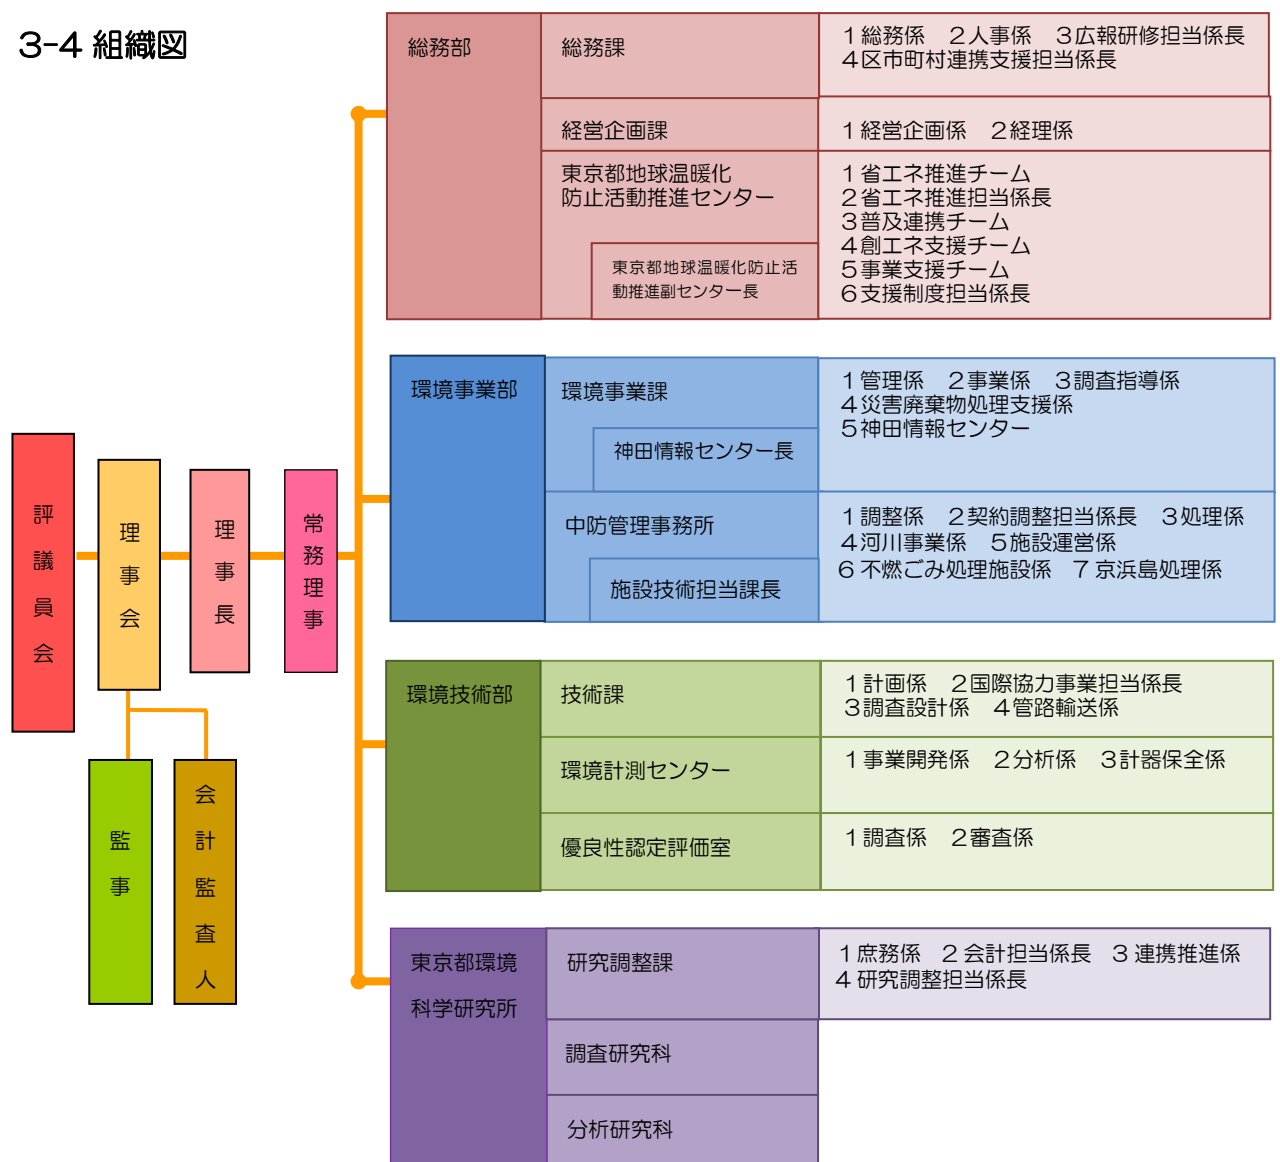 3-4 組織図
評議員会
理事会
理事長
常務理事
監事
会計監査人
総務部
総務課
1総務係 2人事係 3広報研修担当係長
4区市町村連携支援担当係長
経営企画課
1経営企画係 2経理係
東京都地球温暖化
防止活動推進センター
東京都地球温暖化防止活
動推進副センター長
1省エネ推進チーム
2省エネ推進担当係長
3普及連携チーム
4創エネ支援チーム
5事業支援チーム
6支援制度担当係長
環境事業部
環境事業課
神田情報センター長
1管理係 2事業係 3調査指導係
4災害廃棄物処理支援係
5神田情報センター
中防管理事務所
施設技術担当課長
1調整係 2契約調整担当係長 3処理係
4河川事業係 5施設運営係
6 不燃ごみ処理施設係 7 京浜島処理係
環境技術部
技術課
1計画係 2国際協力事業担当係長
3調査設計係 4管路輸送係
環境計測センター
1事業開発係 2分析係 3計器保全係
優良性認定評価室
1調査係 2審査係
東京都環境
科学研究所
研究調整課
1庶務係 2 会計担当係長 3 連携推進係
4 研究調整担当係長
調査研究科
分析研究科